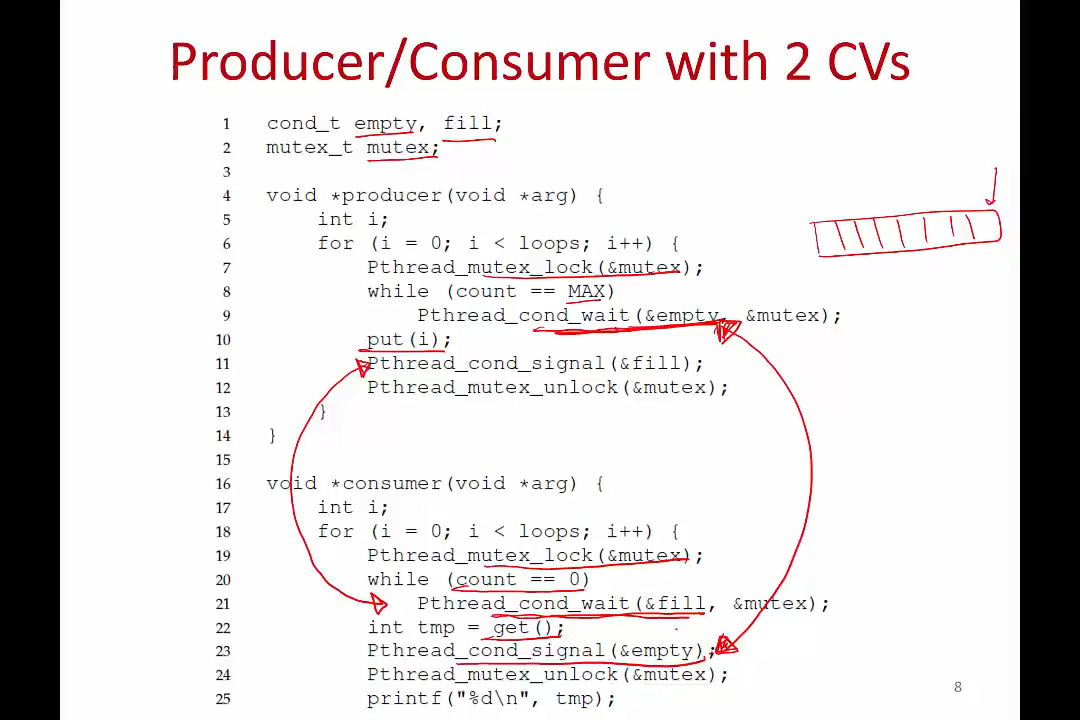 Producer/Consumer with 2 CVs
1 cond_t empty, fill;
2 mutex_t mutex;
3
4 void *producer(void *arg) {
5 int i;
6 for (i = 0; i < loops; i++) {
7 Pthread_mutex_lock(&mutex);
8 while (count == MAX)
9 Pthread_cond_wait(&empty, &mutex);
10 put(i);
11 Pthread_cond_signal(&fill);
12 Pthread_mutex_unlock(&mutex);
13 }
14 }
15
16 void *consumer(void *arg) {
17 int i;
18 for (i = 0; i < loops; i++) {
19 Pthread_mutex_lock(&mutex);
20 while (count == 0)
21 Pthread_cond_wait(&fill, &mutex);
22 int tmp = get();
23 Pthread_cond_signal(&empty);
24 Pthread_mutex_unlock(&mutex);
25 printf("%d\n", tmp);
8